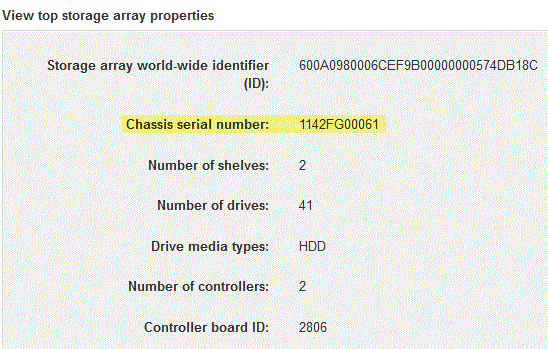 View top storage array properties
Storage array world-wide identifier 600A0980006CEF9B00000000574DB18C
(ID):
Chassis serial number: 1142FG00061
Number of shelves: 2
Number of drives: 41
Drive media types: HDD
Number of controllers: 2
Controller board ID: 2806